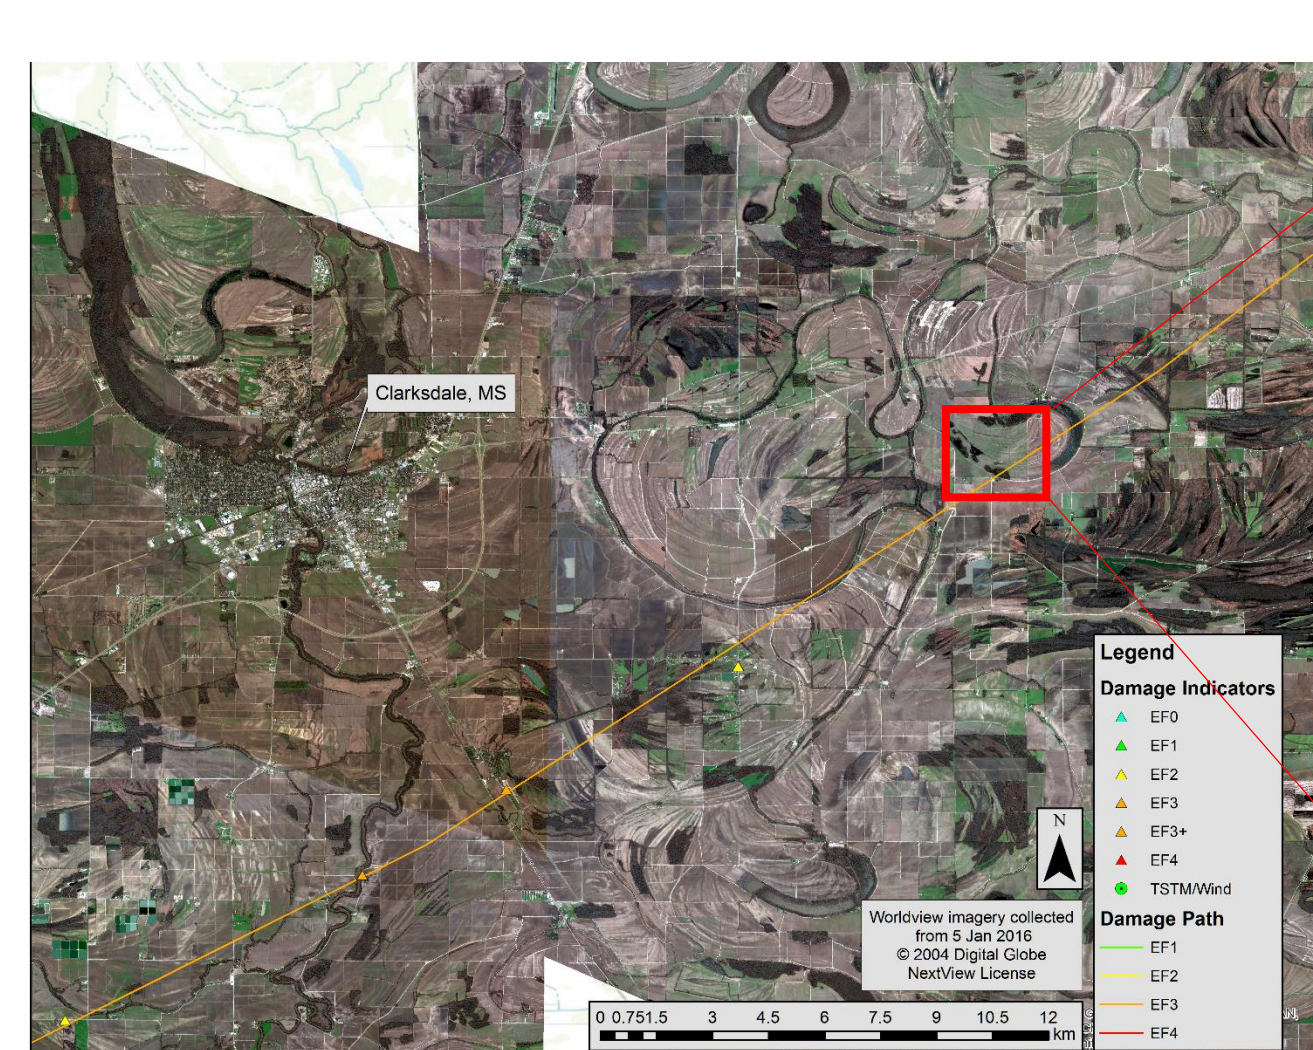 Clarksdale, MS
Legend
Damage Indicators
EF0
EF1
EF2
EF3
EF3+
EF4
TSTM/Wind
Damage Path
EF1
EF2
EF3
EF4
N
Worldview imagery collected
from 5 Jan 2016
© 2004 Digital Globe
NextView License
0 0.75 1.5 3 4.5 6 7.5 9 10.5 12
km